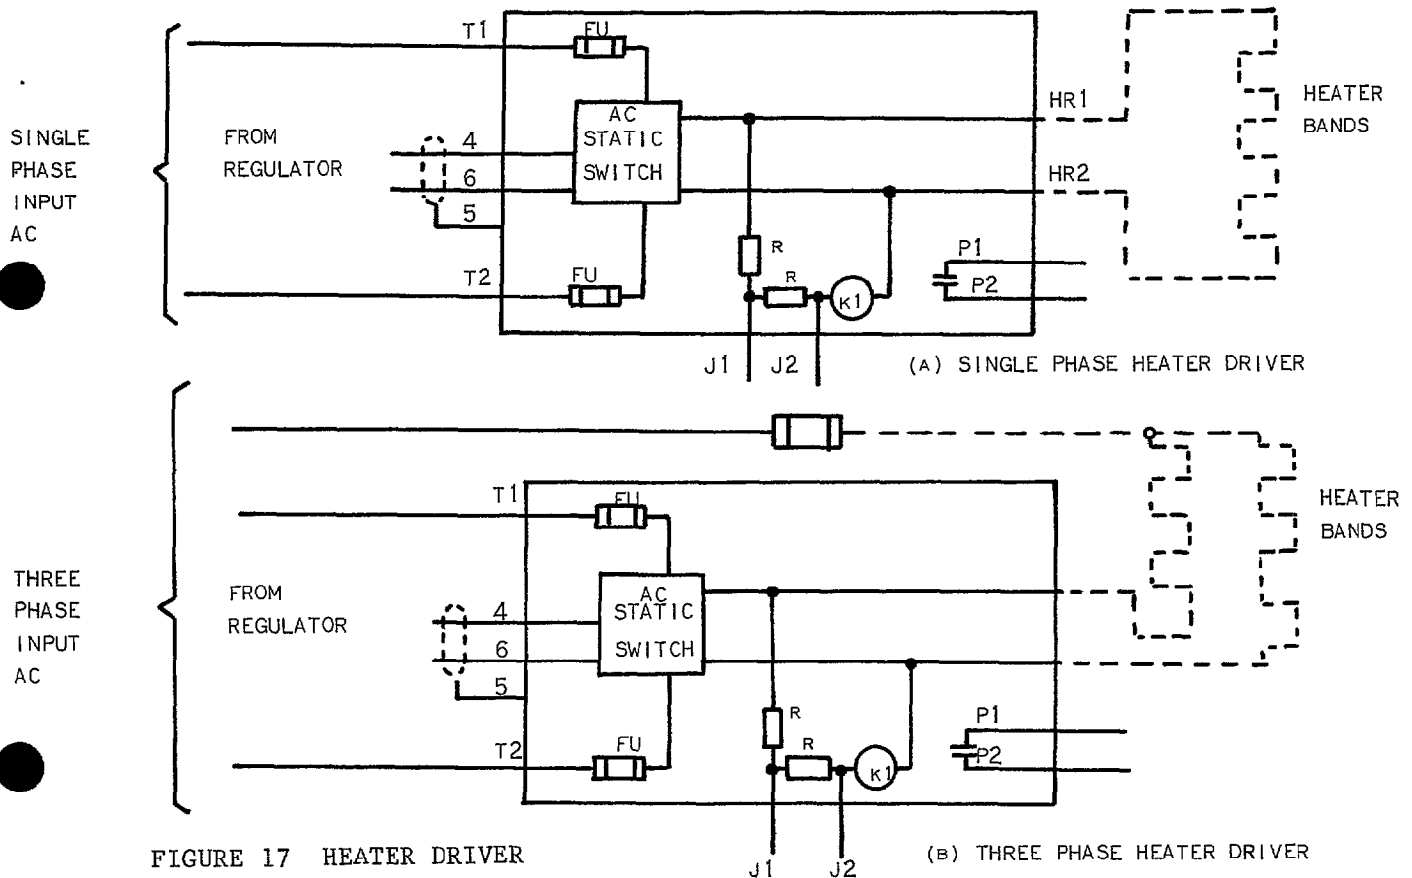 SINGLE
PHASE
INPUT
AC
FROM
REGULATOR
T1
FU
AC
STATIC
SWITCH
4
6
5
T2
FU
HR1
HR2
HEATER
BANDS
R
R
K1
P1
P2
J1
J2
(A) SINGLE PHASE HEATER DRIVER
THREE
PHASE
INPUT
AC
FROM
REGULATOR
T1
FU
AC
STATIC
SWITCH
4
6
5
T2
FU
HEATER
BANDS
R
R
K1
P1
P2
J1
J2
(B) THREE PHASE HEATER DRIVER
FIGURE 17 HEATER DRIVER